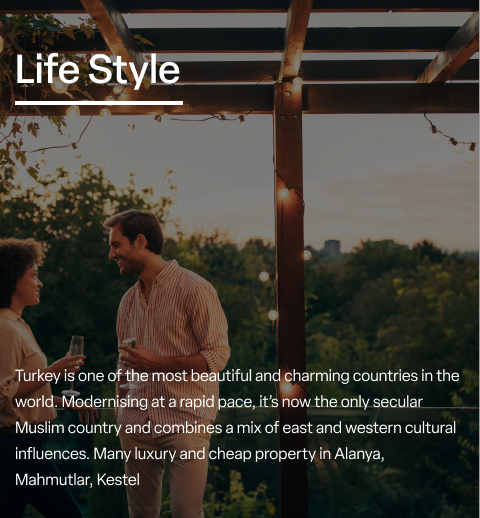 Life Style
Turkey is one of the most beautiful and charming countries in the
world. Modernising at a rapid pace, it's now the only secular
Muslim country and combines a mix of east and western cultural
influences. Many luxury and cheap property in Alanya,
Mahmutlar, Kestel